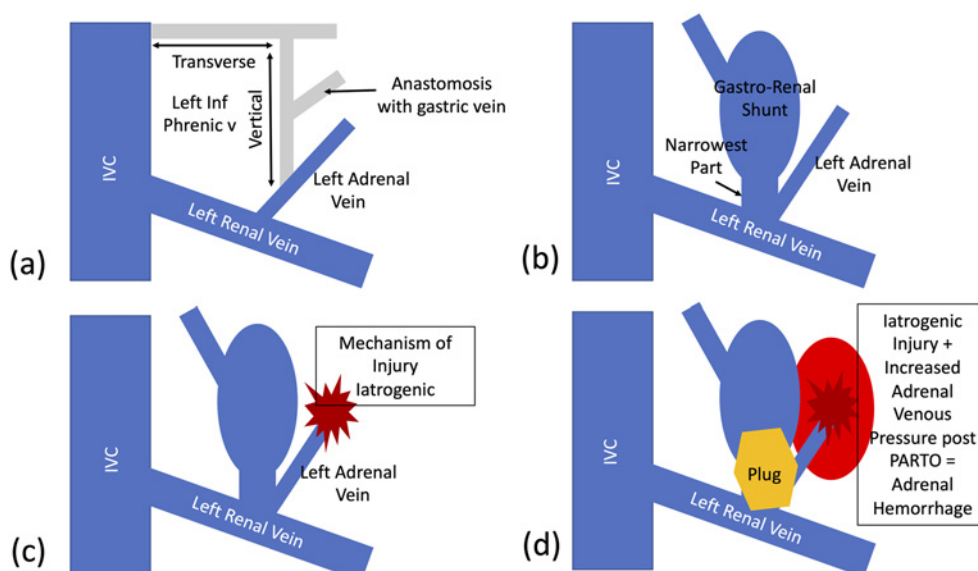 Transverse
Left Inf
Phrenic v
Vertical
Anastomosis
with gastric vein
IVC
Left Adrenal
Vein
Left Renal Vein
(a)
Gastro-Renal
Shunt
Narrowest
Part
Left Adrenal
Vein
IVC
Left Renal Vein
(b)
Mechanism of
Injury
Iatrogenic
IVC
Left Adrenal
Vein
Left Renal Vein
(c)
Iatrogenic
Injury +
Increased
Adrenal
Venous
Pressure post
PARTO =
Adrenal
Hemorrhage
IVC
Plug
Left Renal Vein
(d)